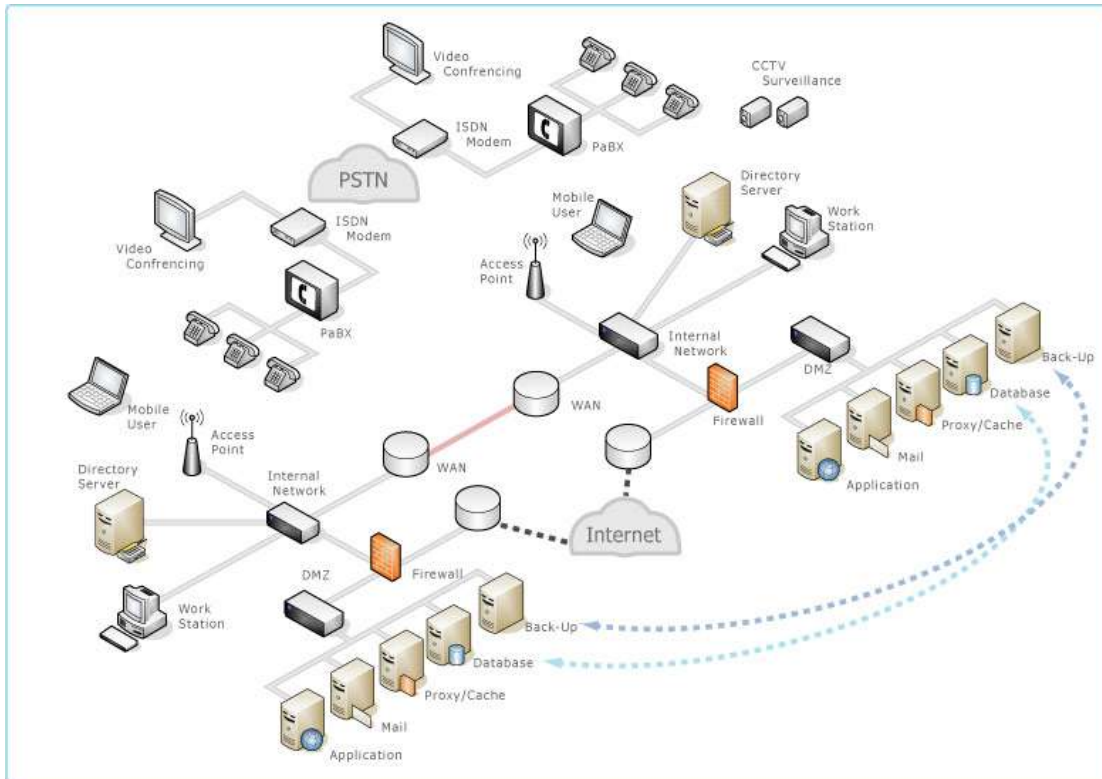 Video
Confrencing
ISDN
Modem
PaBX
CCTV
Surveillance
PSTN
Video
Confrencing
ISDN
Modem
PaBX
Mobile
User
Directory
Server
Work
Station
Access
Point
Internal
Network
DMZ
Back-Up
Database
Proxy/Cache
Mail
Application
Firewall
WAN
WAN
Mobile
User
Access
Point
Directory
Server
Internal
Network
Internet
DMZ
Firewall
Work
Station
Back-Up
Database
Proxy/Cache
Mail
Application